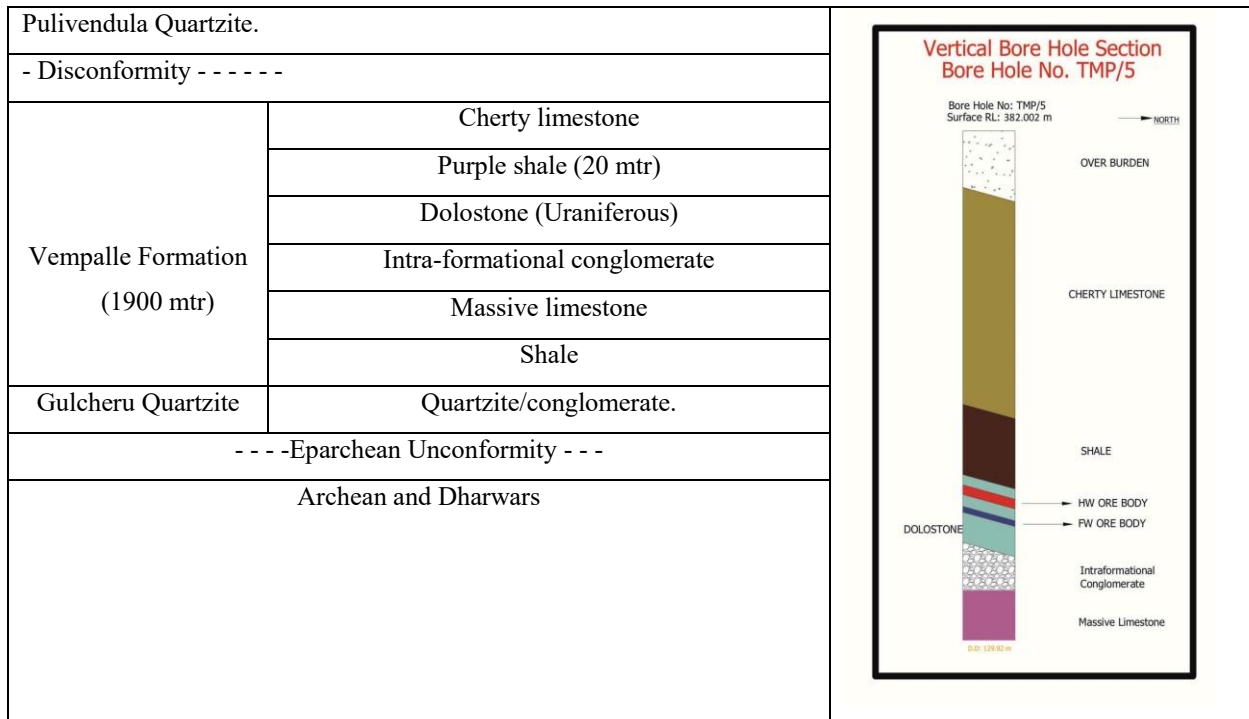 Pulivendula Quartzite.
- Disconformity - - - - - -
Vempalle Formation
(1900 mtr)
Cherty limestone
Purple shale (20 mtr)
Dolostone (Uraniferous)
Intra-formational conglomerate
Massive limestone
Shale
Gulcheru Quartzite
Quartzite/conglomerate.
- - - -Eparchean Unconformity - - -
Archean and Dharwars
Vertical Bore Hole Section
Bore Hole No. TMP/5
Bore Hole No: TMP/5
Surface RL: 382.002 m
NORTH
OVER BURDEN
CHERTY LIMESTONE
SHALE
HW ORE BODY
FW ORE BODY
DOLOSTONE
Intraformational
Conglomerate
Massive Limestone
D.D: 129.92 m